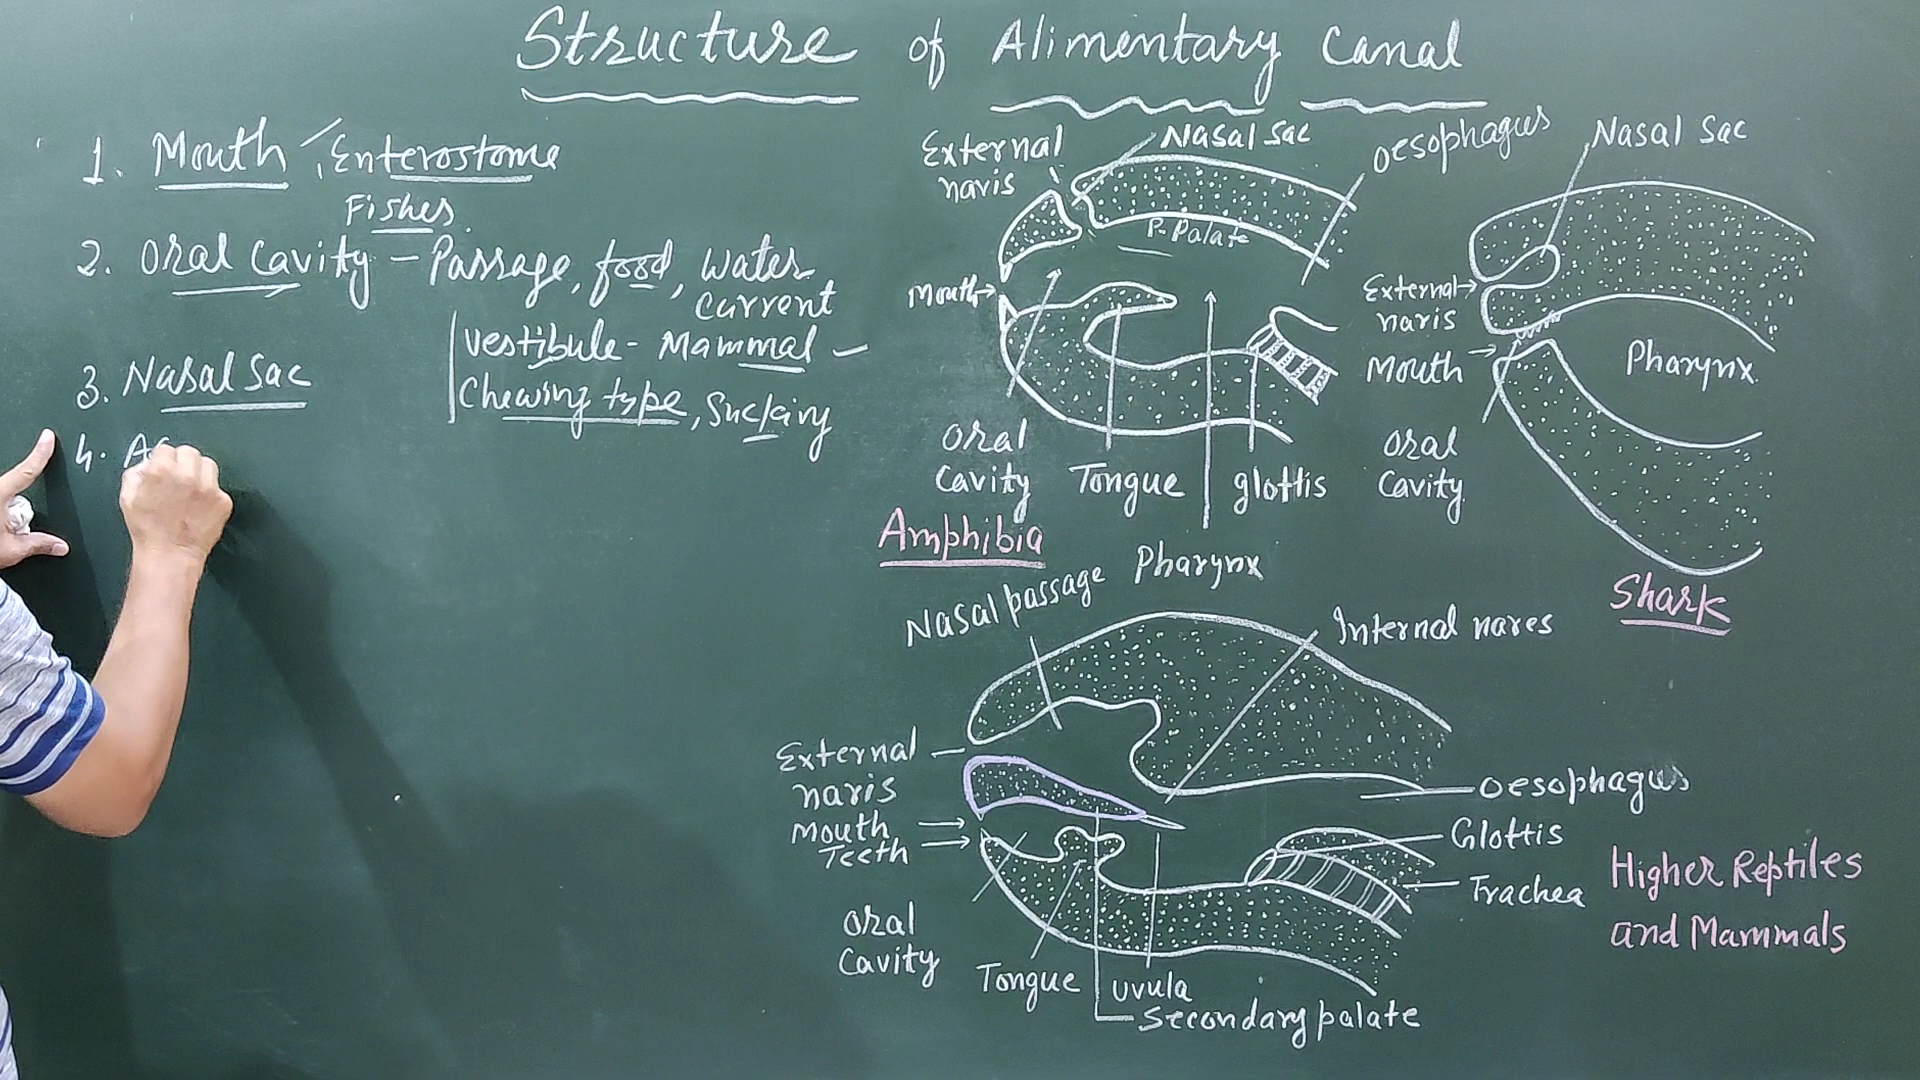 Structure of Alimentary Canal
1. Mouth / Enterostome
Fishes
2. Oral Cavity - Passage, food, water
current
Vestibule - Mammal -
Chewing type, Sucking
3. Nasal Sac
4.
External
naris
Nasal Sac
Oesophagus
P. Palate
Mouth
Oral
Cavity
Tongue
glottis
Pharynx
Amphibia
Nasal Sac
External
naris
Mouth
Pharynx
Oral
Cavity
Shark
Nasal passage
Internal nares
External
naris
Mouth
Teeth
Oral
Cavity
Tongue
Uvula
Secondary palate
Oesophagus
Glottis
Trachea
Higher Reptiles
and Mammals